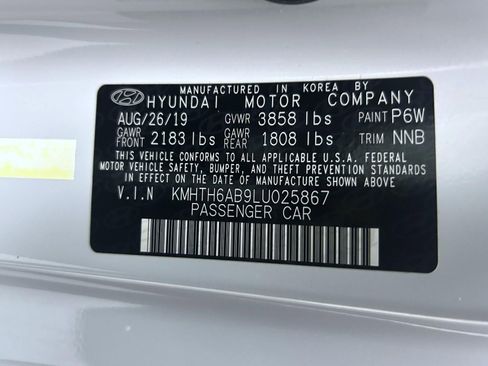 MANUFACTURED IN KOREA BY
HYUNDAI MOTOR COMPANY
AUG/26/19 GVWR 3858 lbs PAINT P6W
GAWR FRONT 2183 lbs GAWR REAR 1808 lbs TRIM NNB
THIS VEHICLE CONFORMS TO ALL APPLICABLE U.S.A. FEDERAL
MOTOR VEHICLE SAFETY, BUMPER, AND THEFT PREVENTION STANDARDS
IN EFFECT ON THE DATE OF MANUFACTURE SHOWN ABOVE.
V.I.N KMHTH6AB9LU025867
PASSENGER CAR